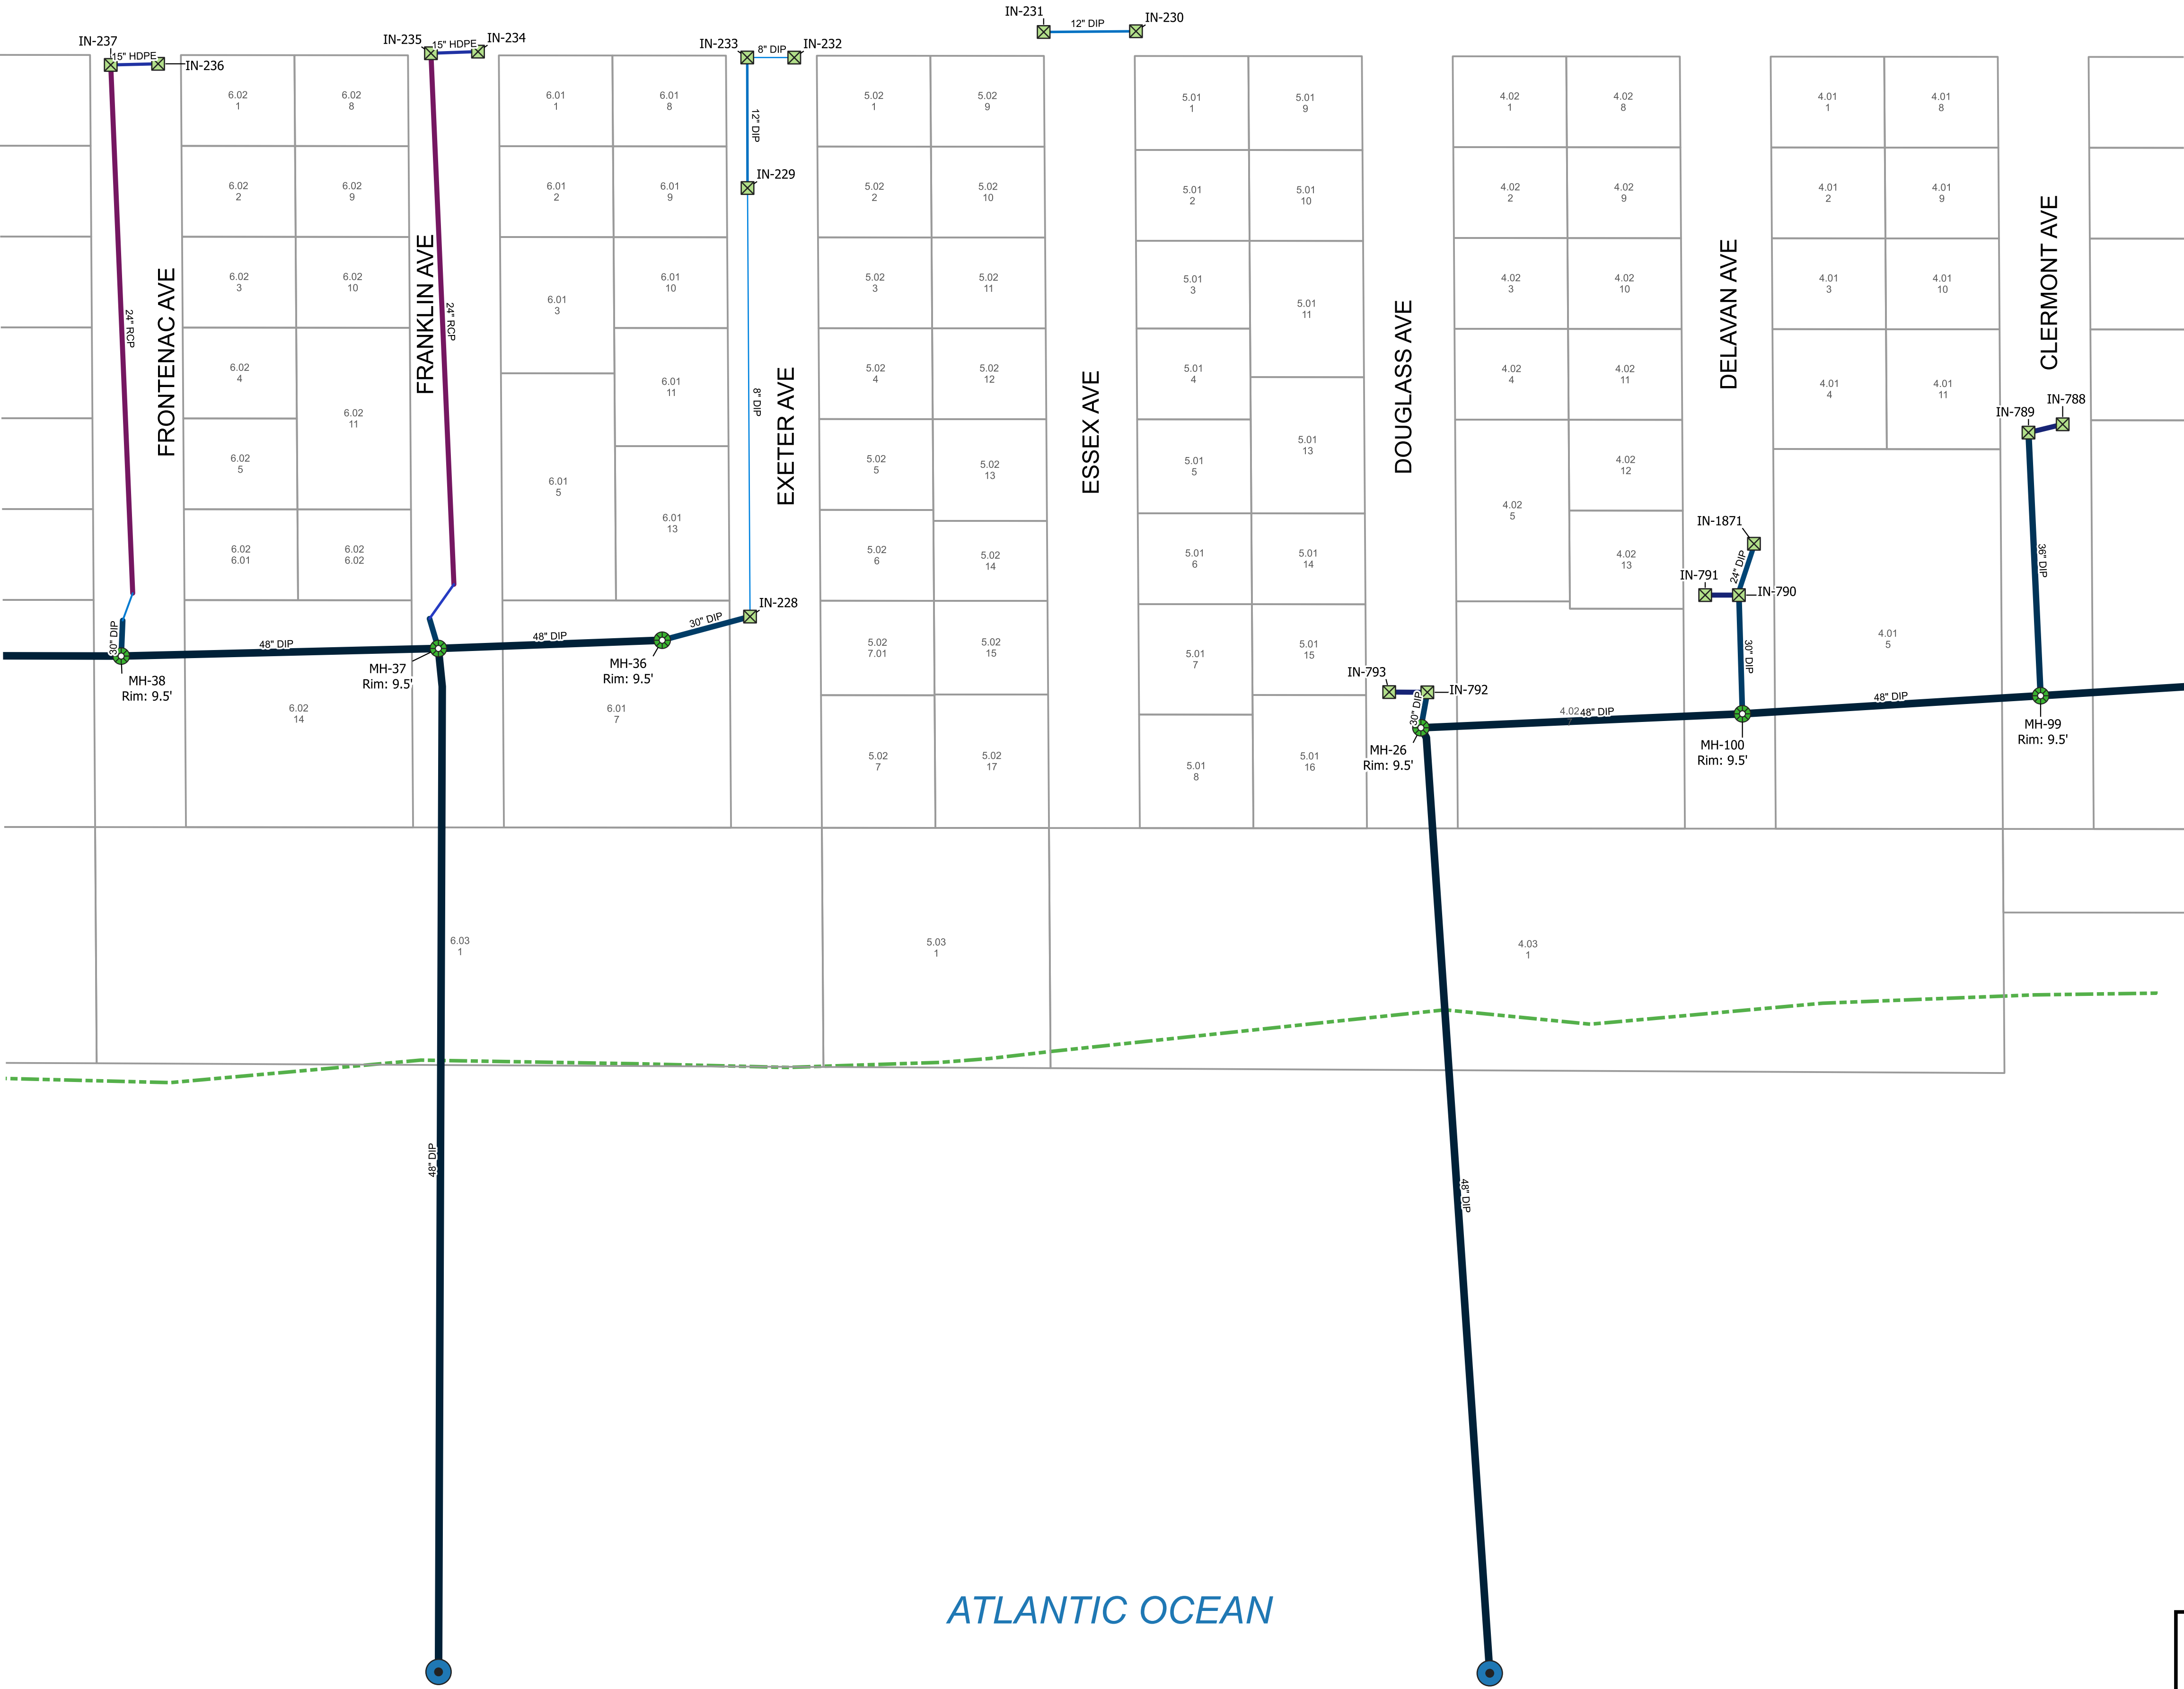 IN-231
12" DIP
IN-230
IN-237
15" HDPE
IN-236
IN-235
15" HDPE
IN-234
IN-233
8" DIP
IN-232
6.02
1
6.02
8
6.01
1
6.01
8
12" DIP
5.02
1
5.02
9
5.01
1
5.01
9
4.02
1
4.02
8
4.01
1
4.01
8
IN-229
6.02
2
6.02
9
6.01
2
6.01
9
5.02
2
5.02
10
5.01
2
5.01
10
4.02
2
4.02
9
4.01
2
4.01
9
6.02
3
6.02
10
6.01
3
6.01
10
5.02
3
5.02
11
5.01
3
5.01
11
4.02
3
4.02
10
4.01
3
4.01
10
24" RCP
FRONTENAC AVE
FRANKLIN AVE
24" RCP
8" DIP
EXETER AVE
ESSEX AVE
DOUGLASS AVE
DELAVAN AVE
CLERMONT AVE
6.02
4
6.02
11
6.01
11
5.02
4
5.02
12
5.01
4
4.02
4
4.02
11
4.01
4
4.01
11
IN-789
IN-788
6.02
5
6.01
5
6.01
13
5.02
5
5.02
13
5.01
5
5.01
13
4.02
5
4.02
12
6.02
6.01
6.02
6.02
5.02
6
5.02
14
5.01
6
5.01
14
4.02
13
IN-1871
24" DIP
IN-791
IN-790
36" DIP
30" DIP
30" DIP
48" DIP
48" DIP
30" DIP
IN-228
MH-38
Rim: 9.5'
MH-37
Rim: 9.5'
MH-36
Rim: 9.5'
5.02
7.01
5.02
15
5.01
7
5.01
15
4.01
5
IN-793
IN-792
30" DIP
6.02
14
6.01
7
4.02
48" DIP
48" DIP
MH-26
Rim: 9.5'
MH-100
Rim: 9.5'
MH-99
Rim: 9.5'
5.02
7
5.02
17
5.01
8
5.01
16
6.03
1
5.03
1
4.03
1
48" DIP
48" DIP
ATLANTIC OCEAN